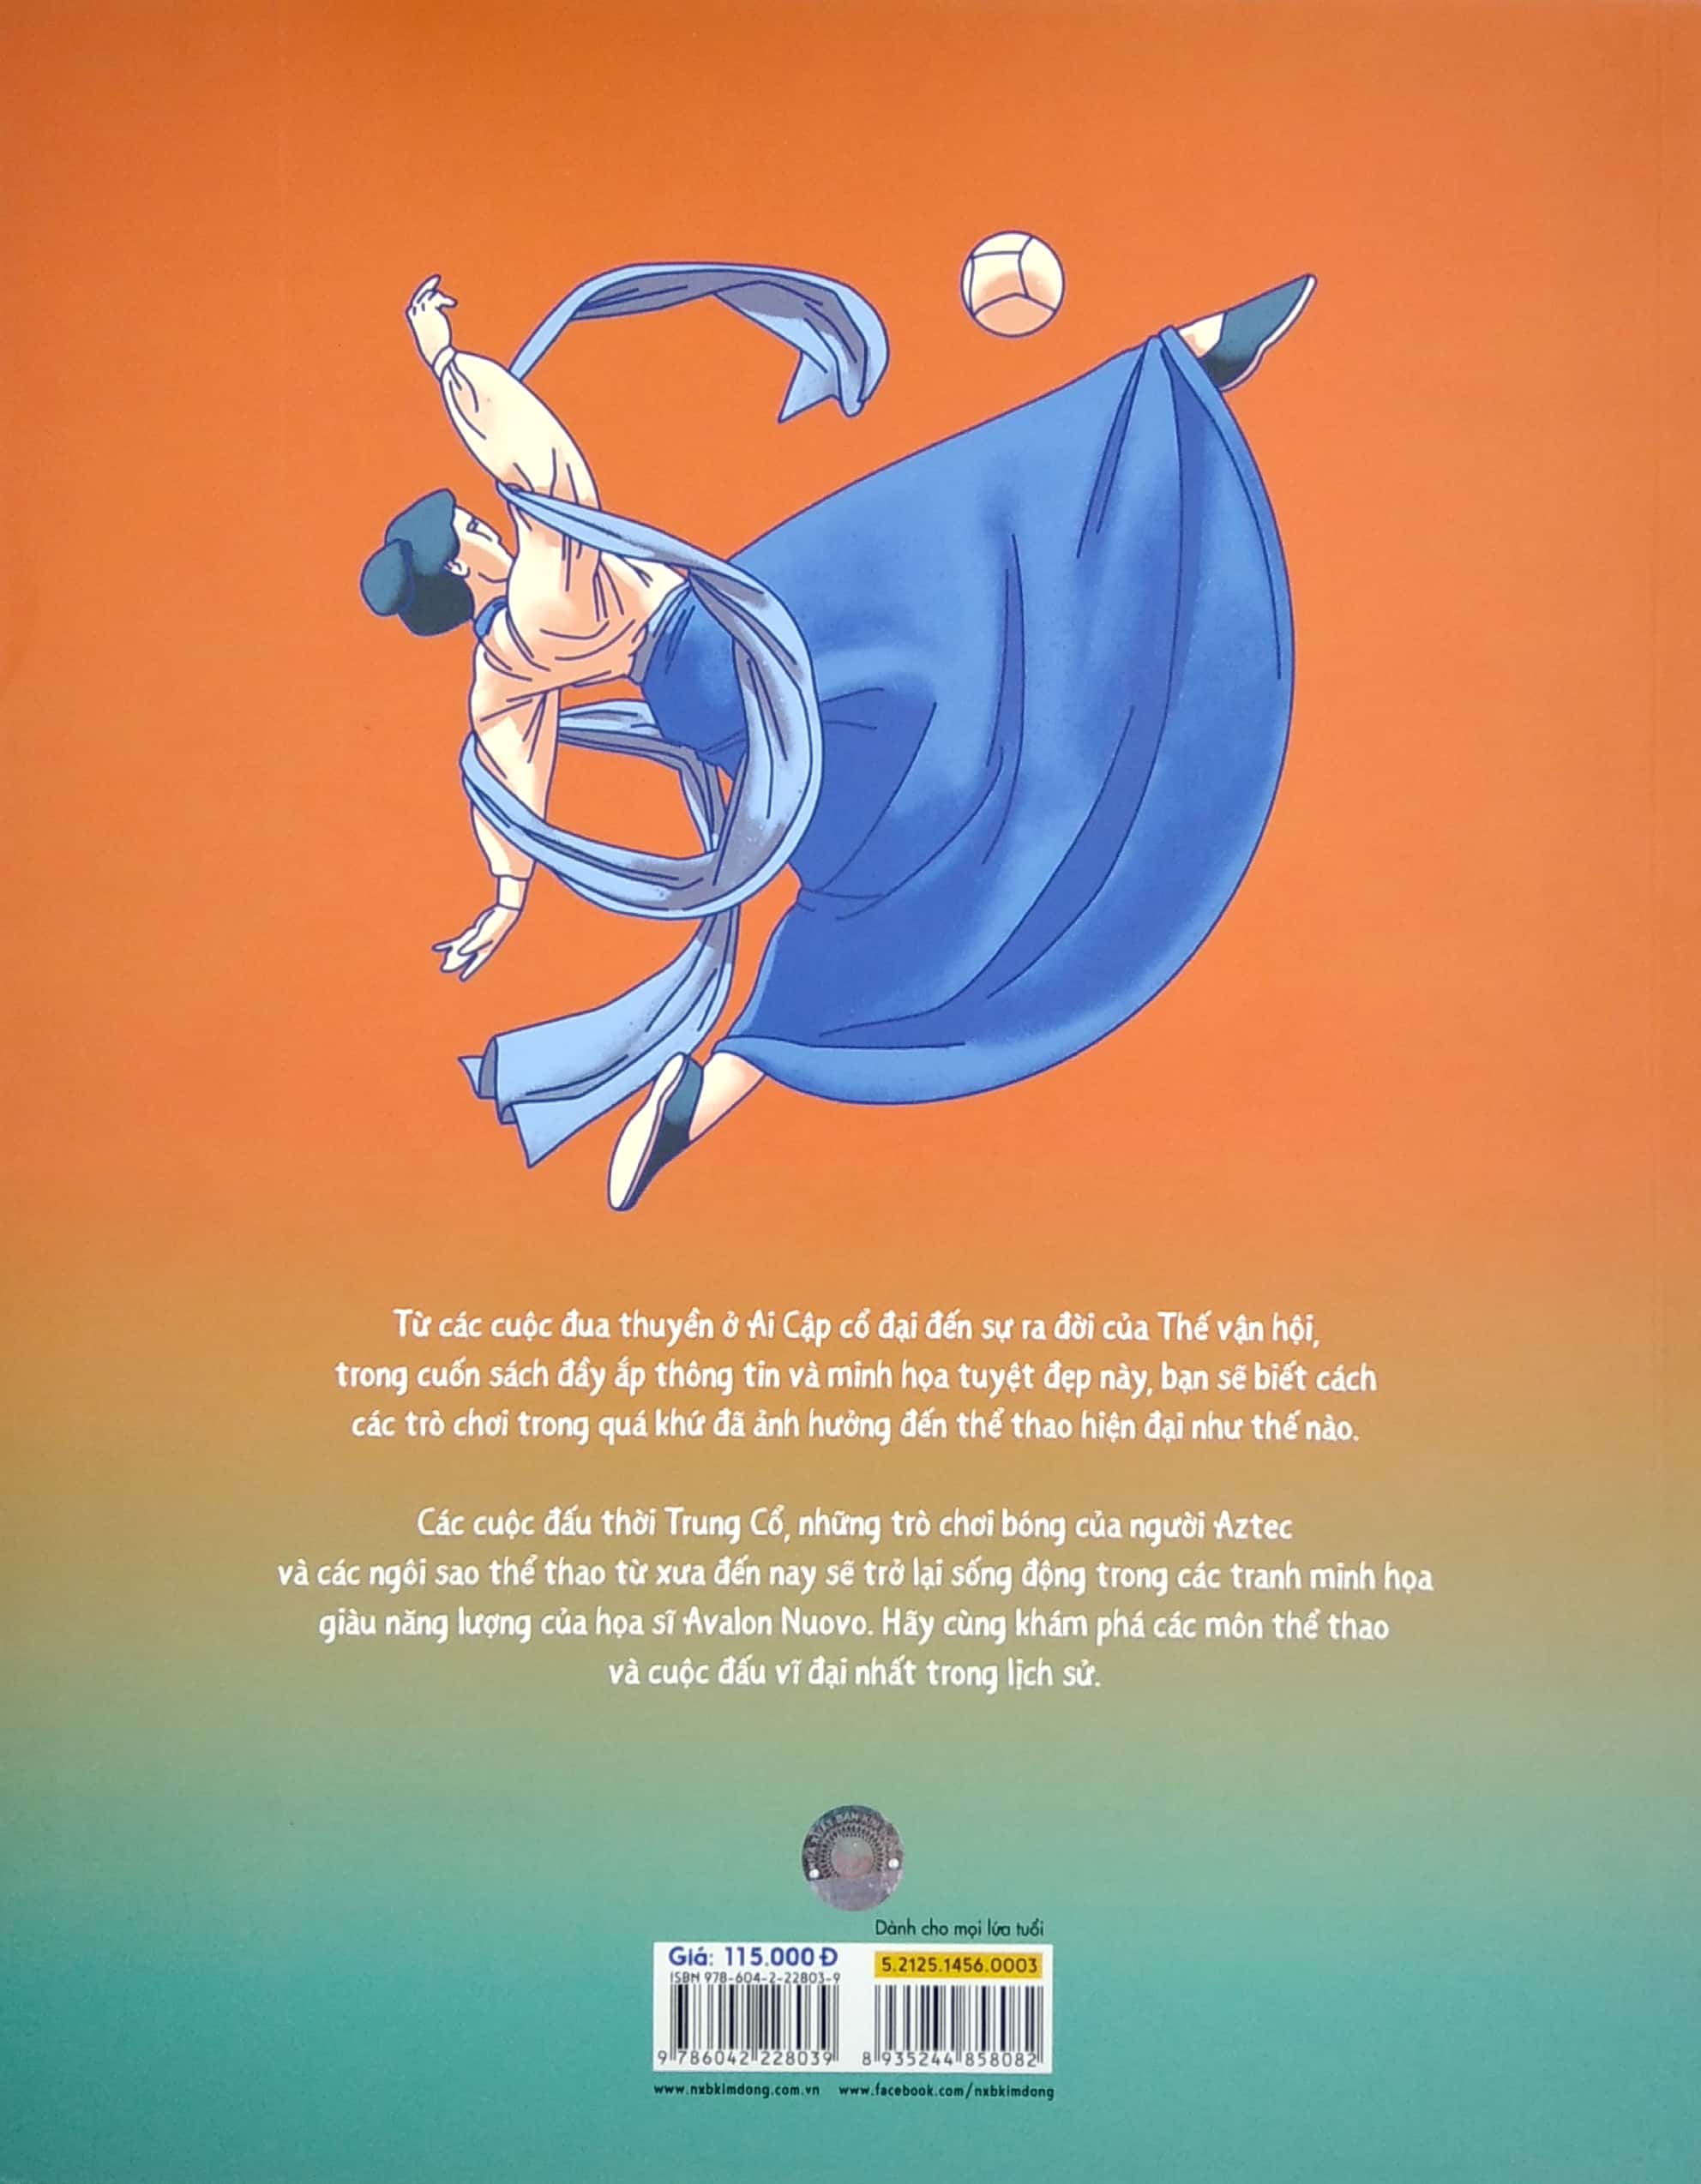 Từ các cuộc đua thuyền ở Ai Cập cổ đại đến sự ra đời của Thế vận hội,
trong cuốn sách đầy ắp thông tin và minh họa tuyệt đẹp này, bạn sẽ biết cách
các trò chơi trong quá khứ đã ảnh hưởng đến thể thao hiện đại như thế nào.
Các cuộc đấu thời Trung Cổ, những trò chơi bóng của người Aztec
và các ngôi sao thể thao từ xưa đến nay sẽ trở lại sống động trong các tranh minh họa
giàu năng lượng của họa sĩ Avalon Nuovo. Hãy cùng khám phá các môn thể thao
và cuộc đấu vĩ đại nhất trong lịch sử.
Dành cho mọi lứa tuổi
Giá: 115.000 Đ
5.2125.1456.0003
ISBN 978-604-2-22803-9
9 786042 228039
8 935244 858082
www.nxbkimdong.com.vn www.facebook.com/nxbkimdong